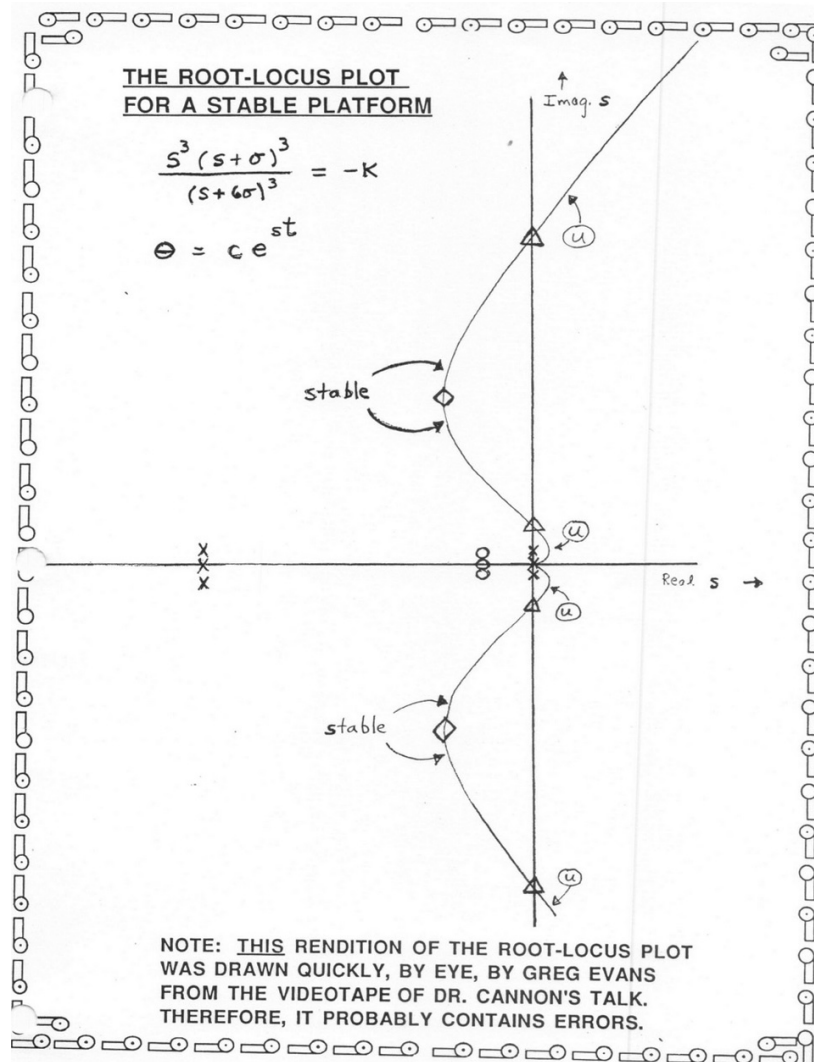 THE ROOT-LOCUS PLOT
FOR A STABLE PLATFORM
Imag. s
S³ (S+σ)³
(S+6σ)³
= -K
θ = c e^st
u
stable
u
x
x
x
o
o
o
x
x
Real s →
u
stable
u
NOTE: THIS RENDITION OF THE ROOT-LOCUS PLOT
WAS DRAWN QUICKLY, BY EYE, BY GREG EVANS
FROM THE VIDEOTAPE OF DR. CANNON'S TALK.
THEREFORE, IT PROBABLY CONTAINS ERRORS.